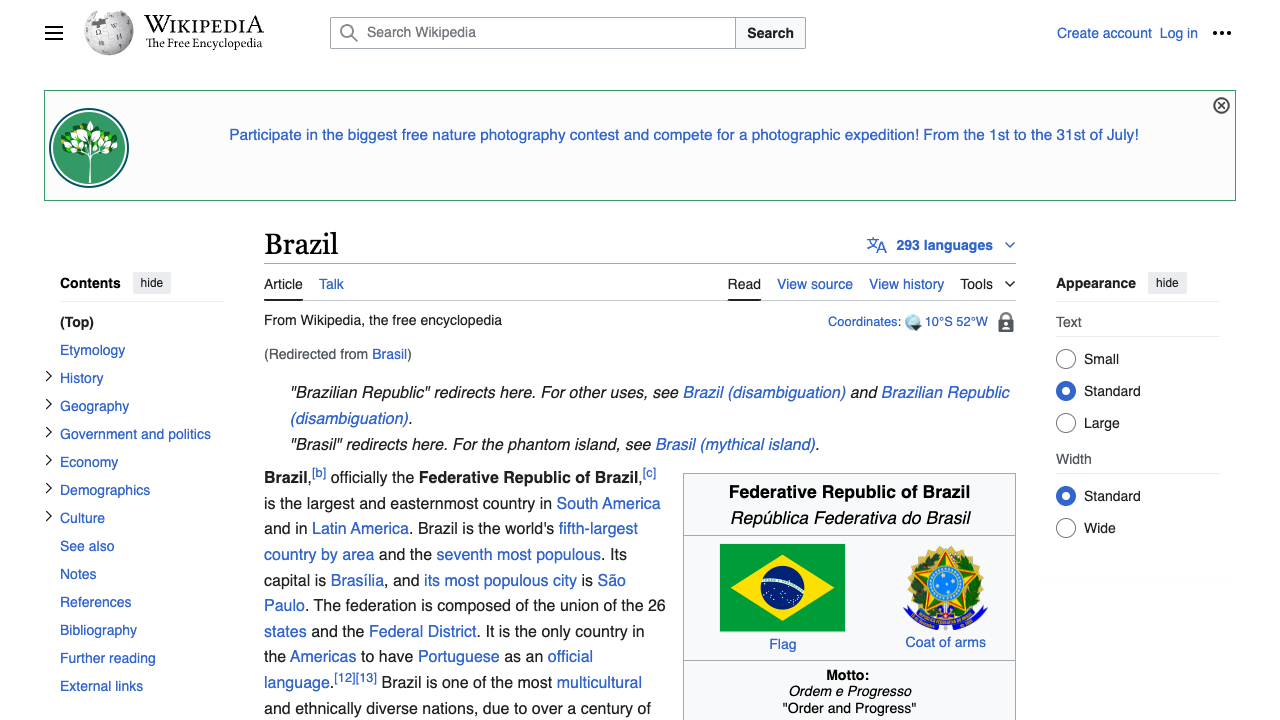 WIKIPEDIA
The Free Encyclopedia
Search Wikipedia
Search
Create account Log in
Participate in the biggest free nature photography contest and compete for a photographic expedition! From the 1st to the 31st of July!
Brazil
293 languages
Article Talk
Read View source View history Tools
From Wikipedia, the free encyclopedia
Coordinates: 10°S 52°W
(Redirected from Brasil)
"Brazilian Republic" redirects here. For other uses, see Brazil (disambiguation) and Brazilian Republic
(disambiguation).
"Brasil" redirects here. For the phantom island, see Brasil (mythical island).
Brazil,[b] officially the Federative Republic of Brazil,[c]
is the largest and easternmost country in South America
and in Latin America. Brazil is the world's fifth-largest
country by area and the seventh most populous. Its
capital is Brasília, and its most populous city is São
Paulo. The federation is composed of the union of the 26
states and the Federal District. It is the only country in
the Americas to have Portuguese as an official
language.[12][13] Brazil is one of the most multicultural
and ethnically diverse nations, due to over a century of
Federative Republic of Brazil
República Federativa do Brasil
Flag
Coat of arms
Motto:
Ordem e Progresso
"Order and Progress"
Contents hide
(Top)
Etymology
History
Geography
Government and politics
Economy
Demographics
Culture
See also
Notes
References
Bibliography
Further reading
External links
Appearance hide
Text
Small
Standard
Large
Width
Standard
Wide